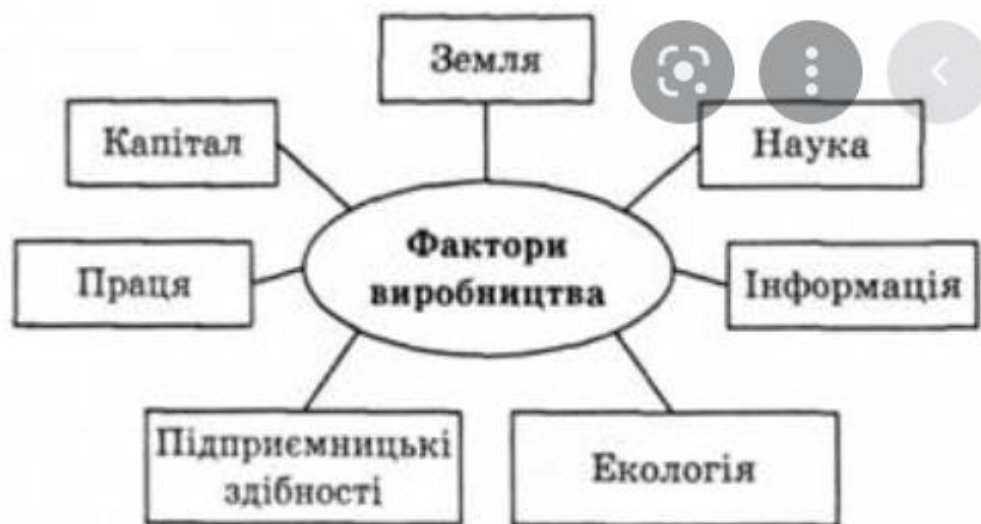 Земля
Капітал
Наука
Фактори
виробництва
Праця
Інформація
Підприємницькі
здібності
Екологія